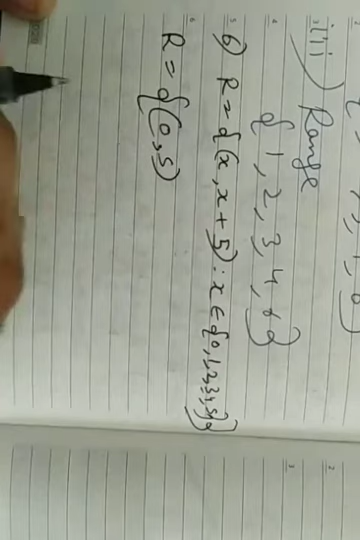 iii) Range
{1, 2, 3, 4, 6}
6) R = {(x, x + 5) : x ∈ {0, 1, 2, 3, 4, 5}}
R = {(0, 5)